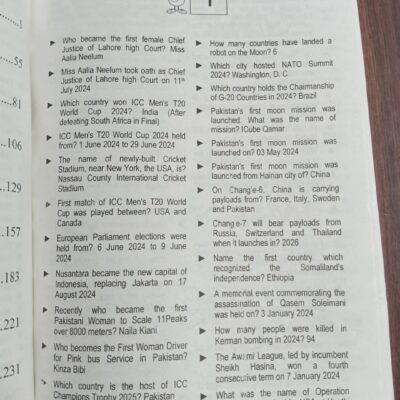 1
....1
55
...81
..106
..129
..157
..183
..221
..231
► Who became the first female Chief
Justice of Lahore high Court? Miss
Aalia Neelum
► Miss Aalia Neelum took oath as Chief
Justice of Lahore high Court on 11th
July 2024
► Which country won ICC Men's T20
World Cup 2024? India (After
defeating South Africa in Final)
► ICC Men's T20 World Cup 2024 held
from? 1 June 2024 to 29 June 2024
► The name of newly-built Cricket
Stadium, near New York, the USA, is?
Nassau County International Cricket
Stadium
► First match of ICC Men's T20 World
Cup was played between? USA and
Canada
► European Parliament elections were
held from? 6 June 2024 to 9 June
2024
► Nusantara became the new capital of
Indonesia, replacing Jakarta on 17
August 2024
► Recently who became the first
Pakistani Woman to Scale 11Peaks
over 8000 meters? Naila Kiani
► Who becomes the First Woman Driver
for Pink bus Service in Pakistan?
Kinza Bibi
► Which country is the host of ICC
Champions Trophy 2025? Pakistan
► How many countries have landed a
robot on the Moon? 6
► Which city hosted NATO Summit
2024? Washington, D. C
► Which country holds the Chairmanship
of G-20 Countries in 2024? Brazil
► Pakistan's first moon mission was
launched. What was the name of
mission? ICube Qamar
► Pakistan's first moon mission was
launched on? 03 May 2024
► Pakistan's first moon mission was
launched from Hainan city of? China
► On Chang'e-6, China is carrying
payloads from? France, Italy, Sweden
and Pakistan
► Chang e-7 will bear payloads from
Russia, Switzerland and Thailand
when it launches in? 2026
► Name the first country which
recognized the Somaliland's
independence? Ethiopia
► A memorial event commemorating the
assassination of Qasem Soleimani
was held on? 3 January 2024
► How many people were killed in
Kerman bombing in 2024? 94
► The Awami League, led by incumbent
Sheikh Hasina, won a fourth
consecutive term on 7 January 2024
► What was the name of Operation